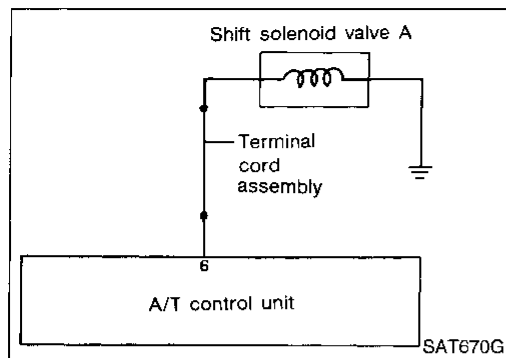 Shift solenoid valve A
Terminal
cord
assembly
6
A/T control unit
SAT670G